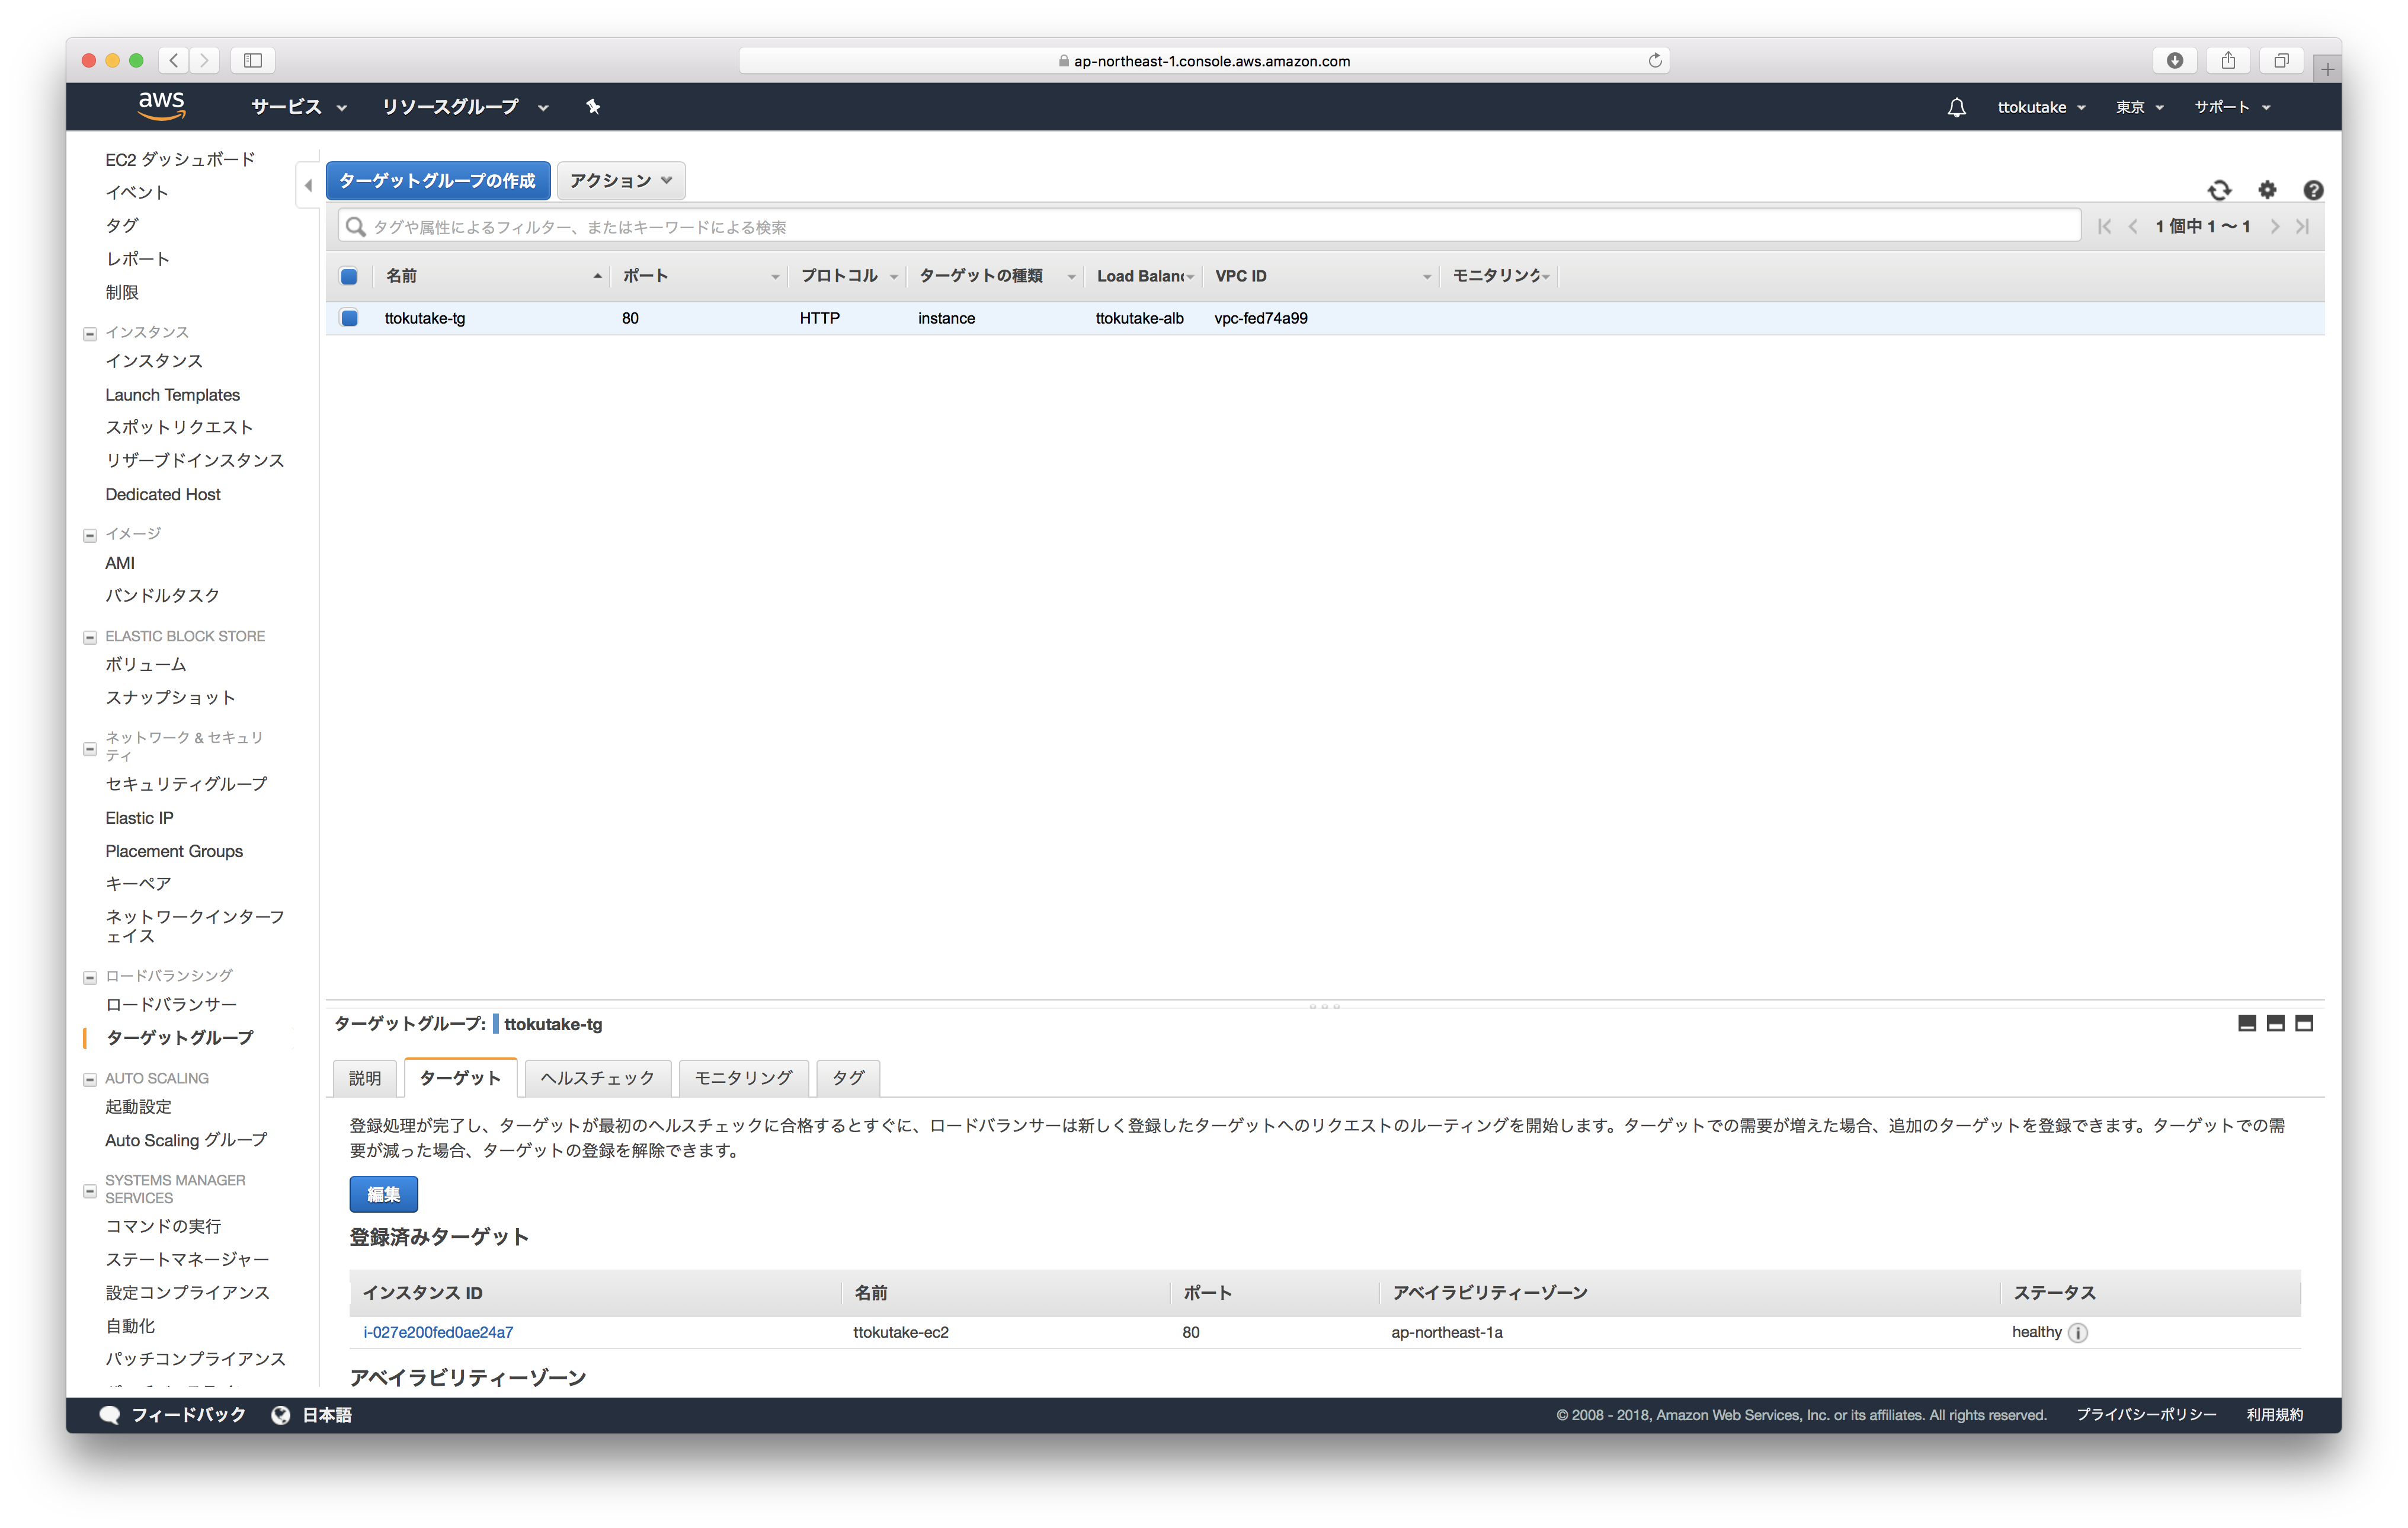 ap-northeast-1.console.aws.amazon.com
aws サービス リソースグループ ttokutake 東京 サポート
EC2 ダッシュボード
イベント
タグ
レポート
制限
インスタンス
インスタンス
Launch Templates
スポットリクエスト
リザーブドインスタンス
Dedicated Host
イメージ
AMI
バンドルタスク
ELASTIC BLOCK STORE
ボリューム
スナップショット
ネットワーク & セキュリ
ティ
セキュリティグループ
Elastic IP
Placement Groups
キーペア
ネットワークインターフ
ェイス
ロードバランシング
ロードバランサー
ターゲットグループ
AUTO SCALING
起動設定
Auto Scaling グループ
SYSTEMS MANAGER
SERVICES
コマンドの実行
ステートマネージャー
設定コンプライアンス
自動化
パッチコンプライアンス
ターゲットグループの作成 アクション
タグや属性によるフィルター、またはキーワードによる検索 1 個中 1 ～ 1
名前 ポート プロトコル ターゲットの種類 Load Balanc VPC ID モニタリング
ttokutake-tg 80 HTTP instance ttokutake-alb vpc-fed74a99
ターゲットグループ: ttokutake-tg
説明 ターゲット ヘルスチェック モニタリング タグ
登録処理が完了し、ターゲットが最初のヘルスチェックに合格するとすぐに、ロードバランサーは新しく登録したターゲットへのリクエストのルーティングを開始します。ターゲットでの需要が増えた場合、追加のターゲットを登録できます。ターゲットでの需
要が減った場合、ターゲットの登録を解除できます。
編集
登録済みターゲット
インスタンス ID 名前 ポート アベイラビリティーゾーン ステータス
i-027e200fed0ae24a7 ttokutake-ec2 80 ap-northeast-1a healthy
アベイラビリティーゾーン
フィードバック 日本語 © 2008 - 2018, Amazon Web Services, Inc. or its affiliates. All rights reserved. プライバシーポリシー 利用規約